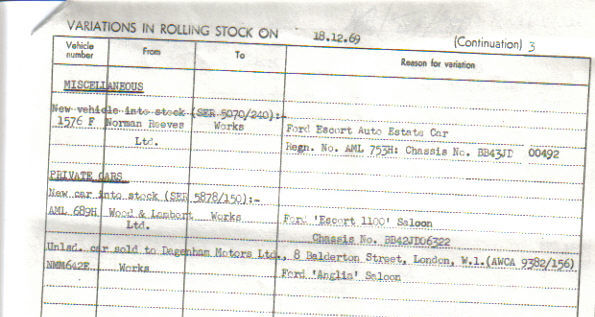 VARIATIONS IN ROLLING STOCK ON 18.12.69 (Continuation) 3
Vehicle number From To Reason for variation
MISCELLANEOUS
New vehicle into stock (SER 5070/240):-
1576 F Norman Reeves Works Ford Escort Auto Estate Car
Ltd. Regn. No. AML 753H: Chassis No. BB43JD 00492
PRIVATE CARS
New car into stock (SER 5878/150):-
AML 689H Wood & Lambert Works Ford 'Escort 1100' Saloon
Ltd. Chassis No. BB42JD06322
Unlsd. car sold to Dagenham Motors Ltd., 8 Balderton Street, London, W.1.(AWCA 9382/156)
NMM642E Works Ford 'Anglia' Saloon